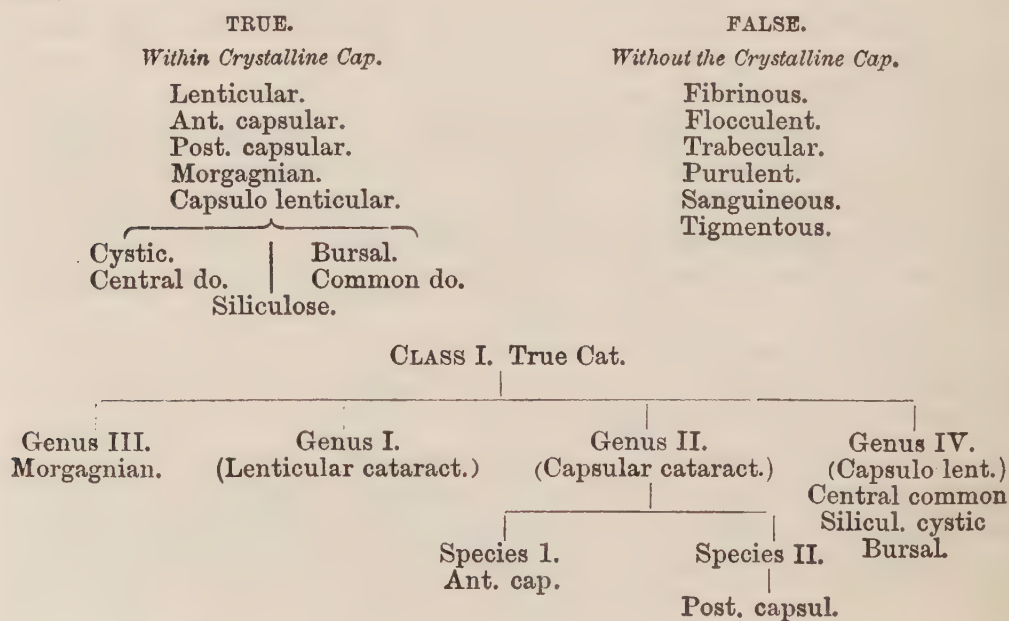 TRUE.
Within Crystalline Cap.
Lenticular.
Ant. capsular.
Post. capsular.
Morgagnian.
Capsulo lenticular.
Cystic.
Central do.
Bursal.
Common do.
Siliculose.
FALSE.
Without the Crystalline Cap.
Fibrinous.
Flocculent.
Trabecular.
Purulent.
Sanguineous.
Tigmentous.
CLASS I. True Cat.
Genus III.
Morgagnian.
Genus I.
(Lenticular cataract.)
Genus II.
(Capsular cataract.)
Genus IV.
(Capsulo lent.)
Central common
Silicul. cystic
Bursal.
Species 1.
Ant. cap.
Species II.
Post. capsul.